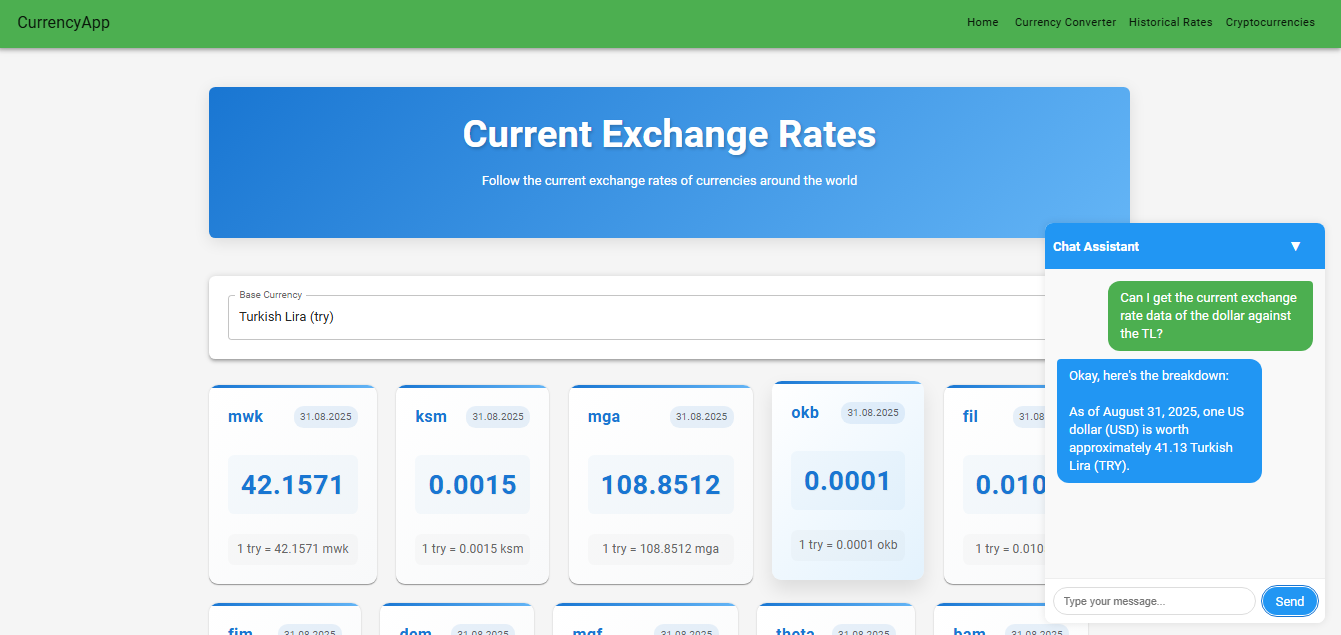 CurrencyApp
Home Currency Converter Historical Rates Cryptocurrencies
Current Exchange Rates
Follow the current exchange rates of currencies around the world
Base Currency
Turkish Lira (try)
mwk 31.08.2025
42.1571
1 try = 42.1571 mwk
ksm 31.08.2025
0.0015
1 try = 0.0015 ksm
mga 31.08.2025
108.8512
1 try = 108.8512 mga
okb 31.08.2025
0.0001
1 try = 0.0001 okb
fil 31.08
0.010
1 try = 0.010
fim 31.08.2025
dem 31.08.2025
mgf 31.08.2025
theta 31.08.2025
bam 31.08.2025
Chat Assistant ▼
Can I get the current exchange
rate data of the dollar against
the TL?
Okay, here's the breakdown:
As of August 31, 2025, one US
dollar (USD) is worth
approximately 41.13 Turkish
Lira (TRY).
Type your message...
Send